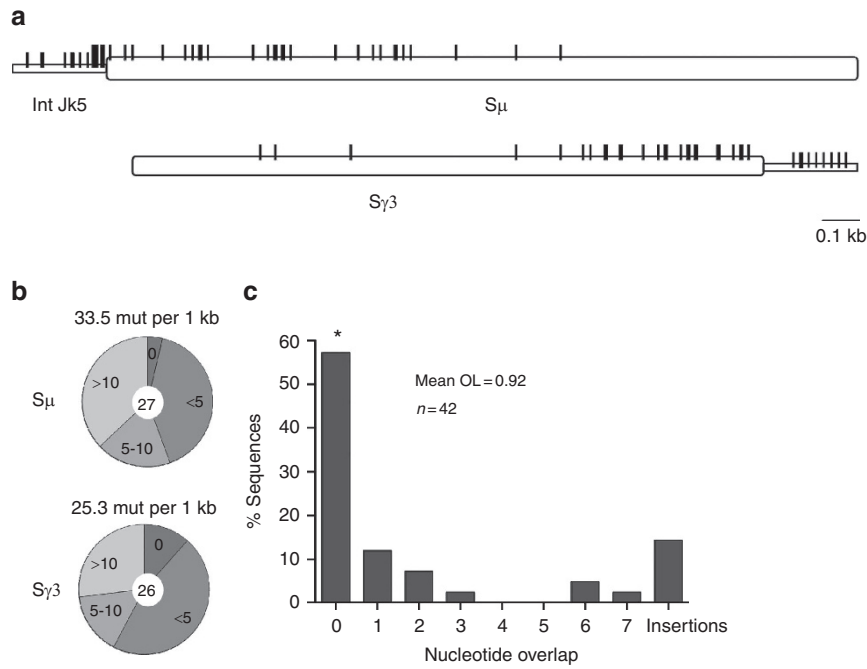 a
Int Jk5
Sμ
Sγ3
0.1 kb
b
33.5 mut per 1 kb
Sμ
0
<5
5-10
>10
27
25.3 mut per 1 kb
Sγ3
0
<5
5-10
>10
26
c
% Sequences
60
50
40
30
20
10
0
*
Mean OL = 0.92
n = 42
0 1 2 3 4 5 6 7 Insertions
Nucleotide overlap